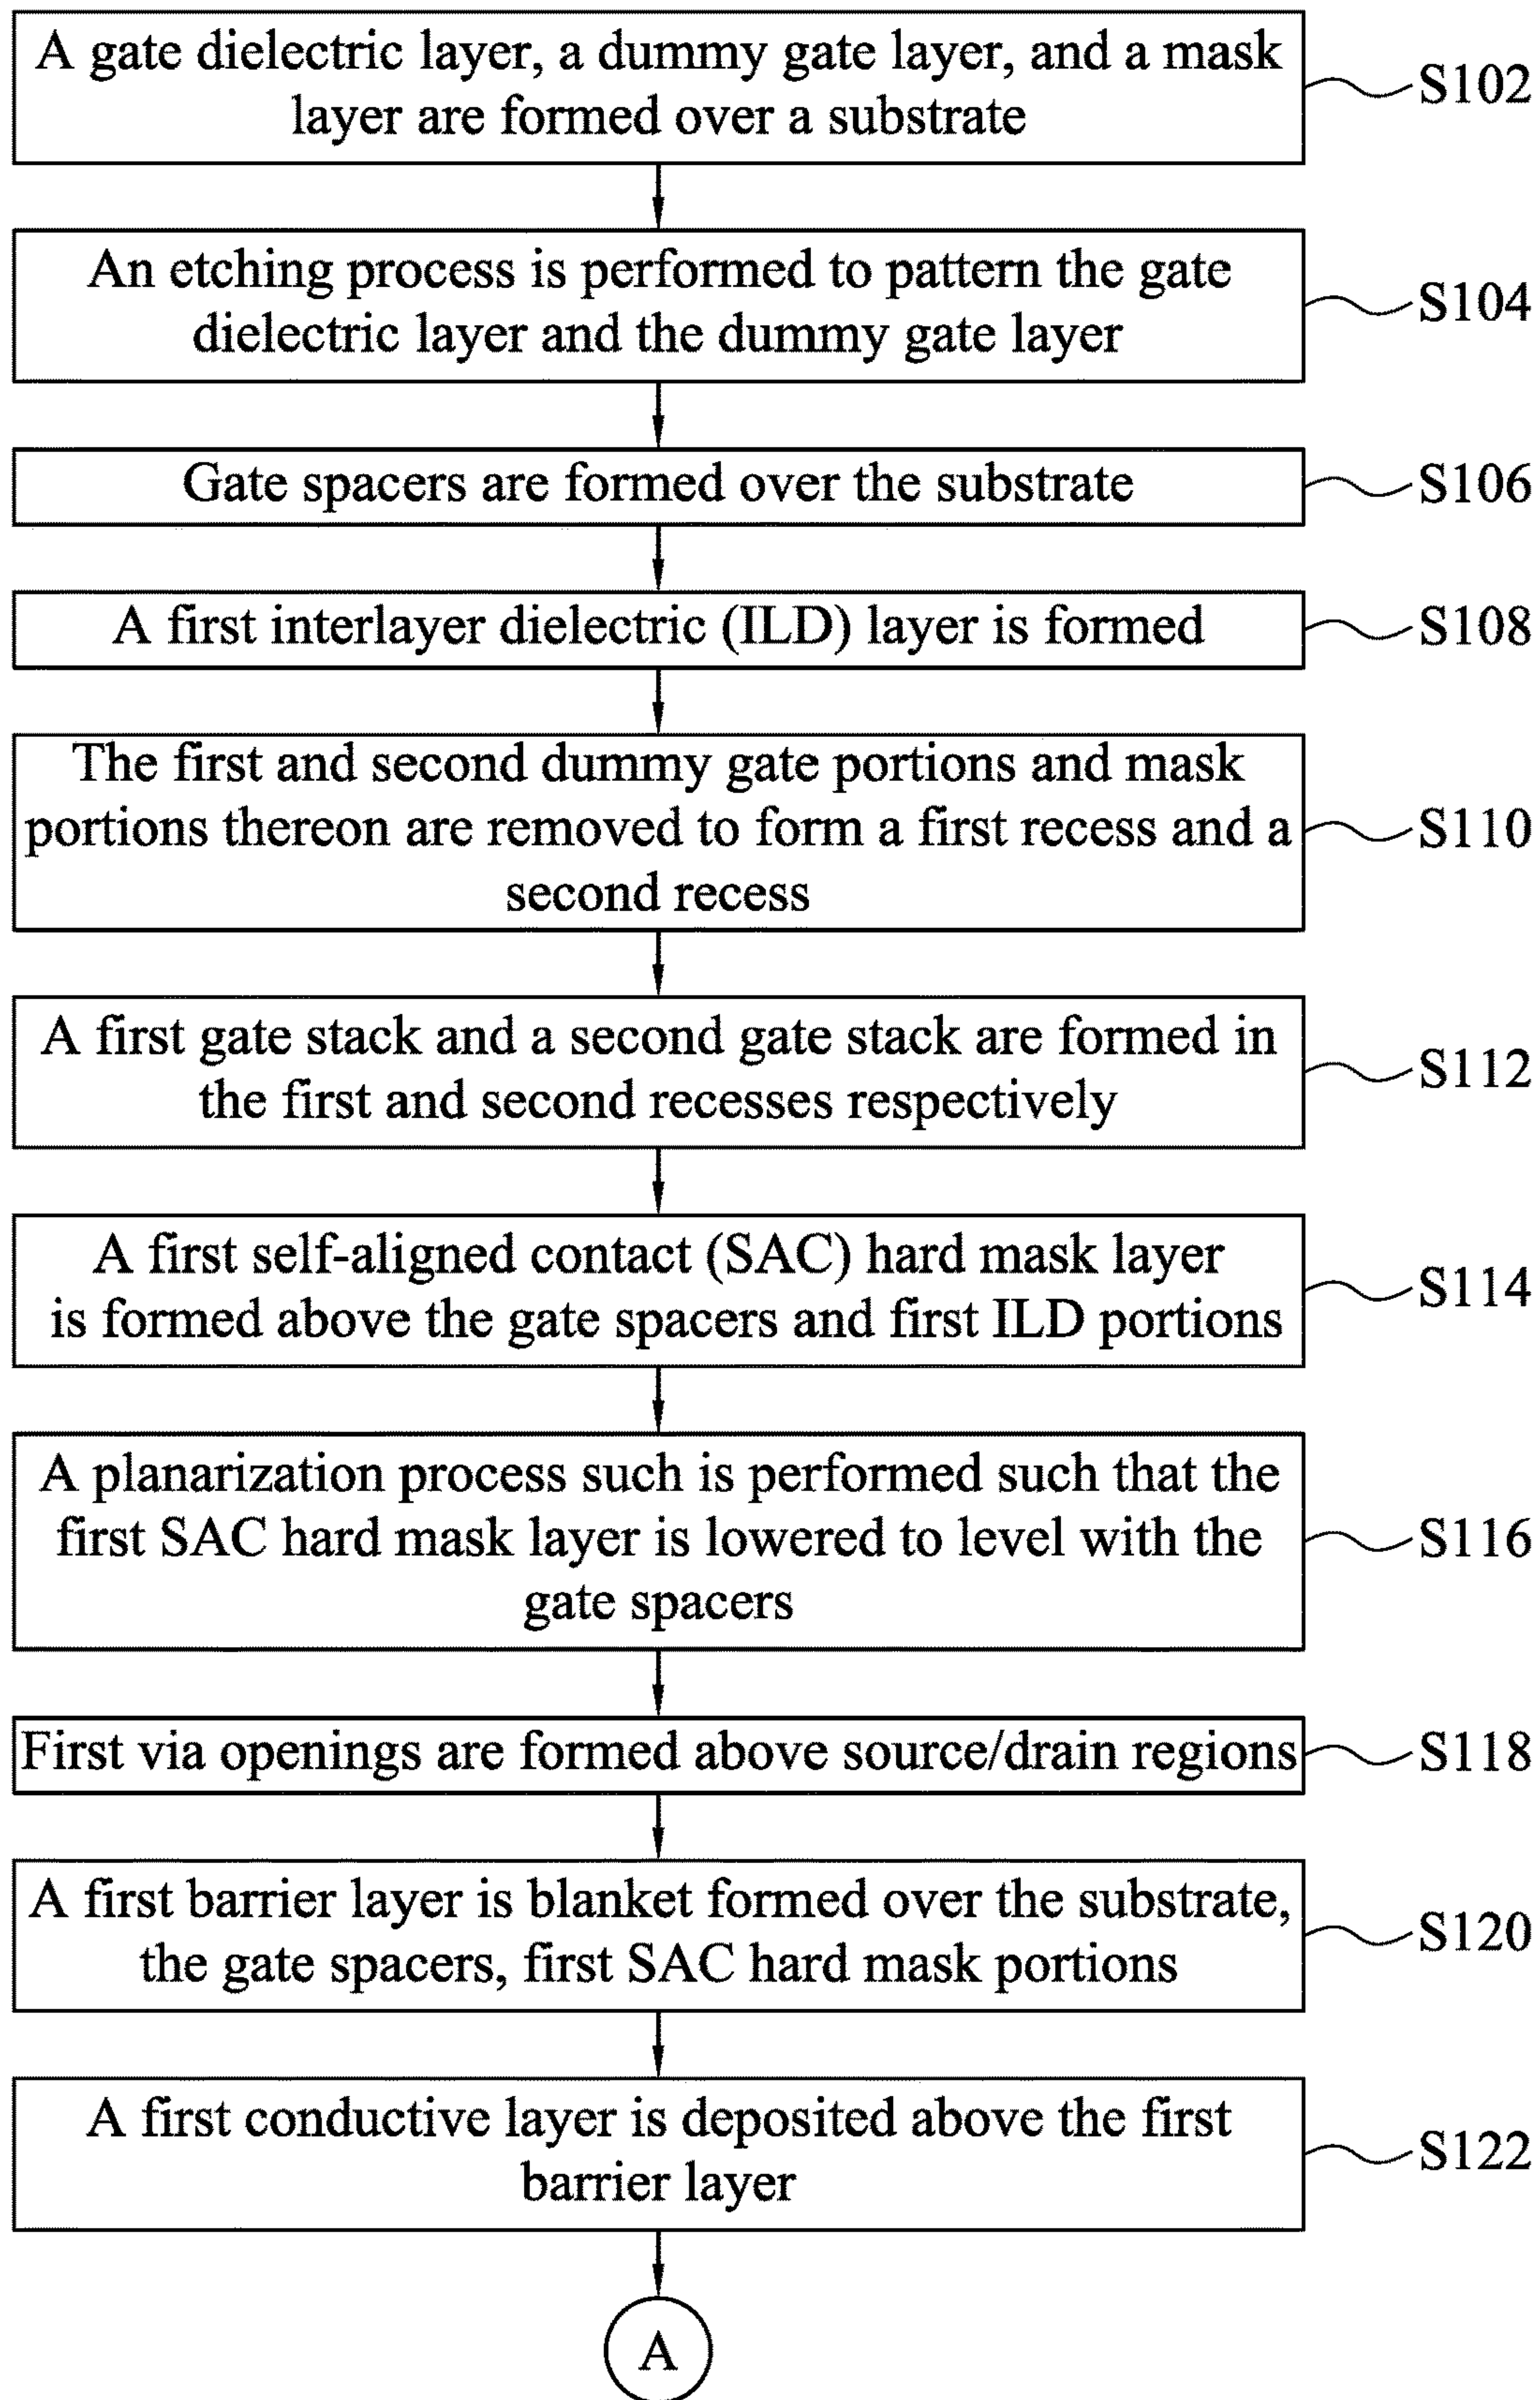 A gate dielectric layer, a dummy gate layer, and a mask
layer are formed over a substrate
S102
An etching process is performed to pattern the gate
dielectric layer and the dummy gate layer
S104
Gate spacers are formed over the substrate
S106
A first interlayer dielectric (ILD) layer is formed
S108
The first and second dummy gate portions and mask
portions thereon are removed to form a first recess and a
second recess
S110
A first gate stack and a second gate stack are formed in
the first and second recesses respectively
S112
A first self-aligned contact (SAC) hard mask layer
is formed above the gate spacers and first ILD portions
S114
A planarization process such is performed such that the
first SAC hard mask layer is lowered to level with the
gate spacers
S116
First via openings are formed above source/drain regions
S118
A first barrier layer is blanket formed over the substrate,
the gate spacers, first SAC hard mask portions
S120
A first conductive layer is deposited above the first
barrier layer
S122
A